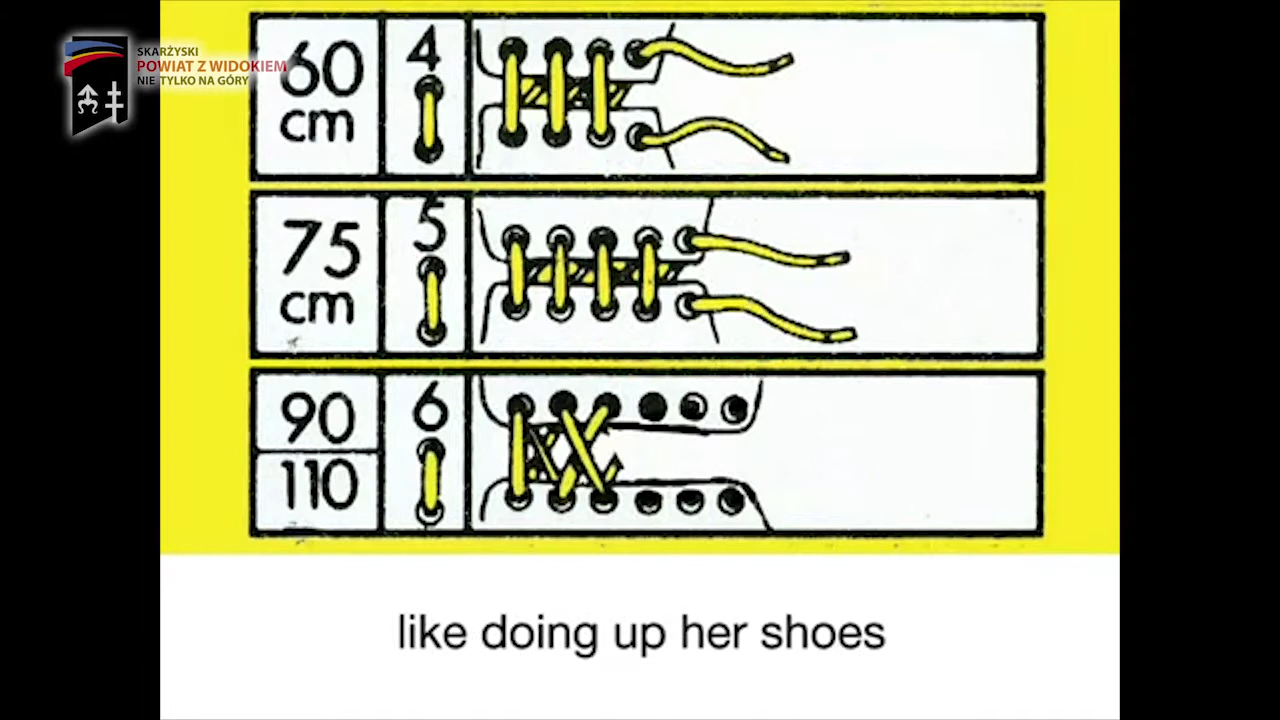 SKARŻYSKI
POWIAT Z WIDOKIEM
NIE TYLKO NA GÓRY
60
cm
4
75
cm
5
90
110
6
like doing up her shoes